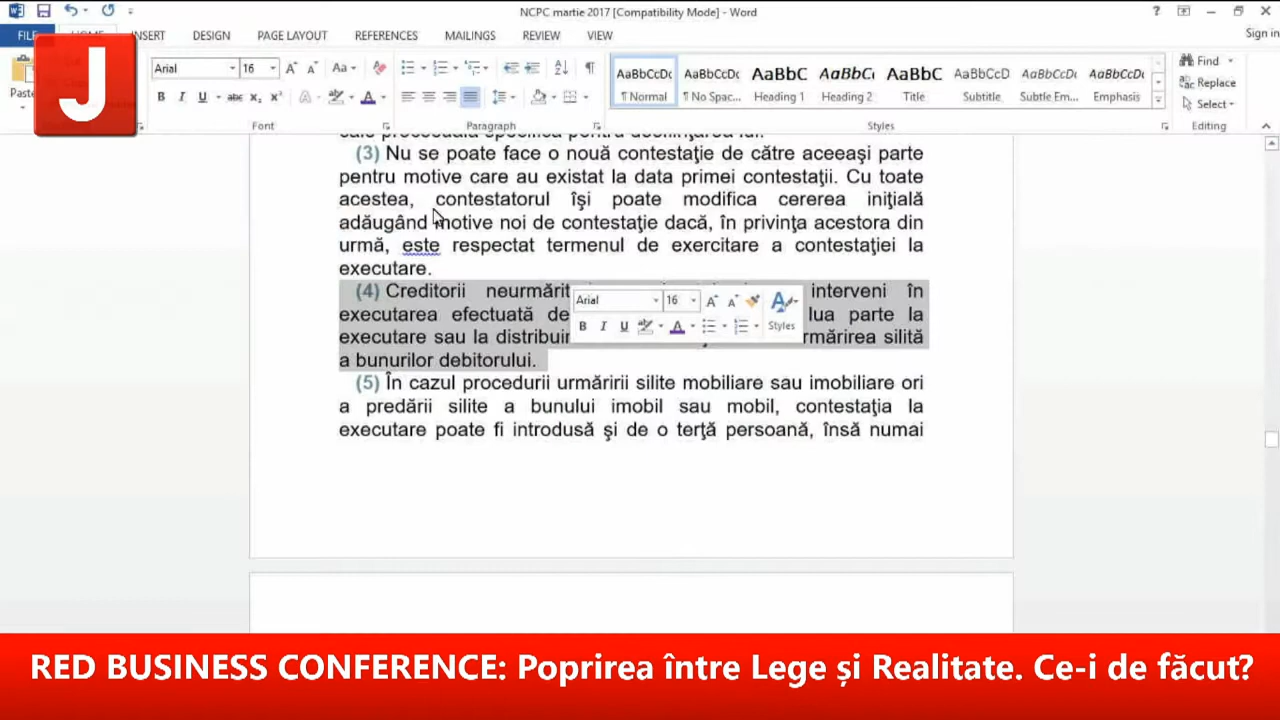 NCPC martie 2017 [Compatibility Mode] - Word
Sign in
FILE INSERT DESIGN PAGE LAYOUT REFERENCES MAILINGS REVIEW VIEW
J
Paste
Arial 16
Aa
B I U abc x₂ x² A A
AaBbCcDc AaBbCcDc AaBbC AaBbCi AaBbC AaBbCcD AaBbCcDi AaBbCcDi
¶ Normal ¶ No Spac... Heading 1 Heading 2 Title Subtitle Subtle Em... Emphasis
Find
Replace
Select
Font Paragraph Styles Editing
(3) Nu se poate face o nouă contestaţie de către aceeaşi parte
pentru motive care au existat la data primei contestaţii. Cu toate
acestea, contestatorul îşi poate modifica cererea iniţială
adăugând motive noi de contestaţie dacă, în privinţa acestora din
urmă, este respectat termenul de exercitare a contestaţiei la
executare.
(4) Creditorii neurmărit interveni în
executarea efectuată de lua parte la
executare sau la distribuir rmărirea silită
a bunurilor debitorului.
Arial 16
B I U A Styles
(5) În cazul procedurii urmăririi silite mobiliare sau imobiliare ori
a predării silite a bunului imobil sau mobil, contestaţia la
executare poate fi introdusă şi de o terţă persoană, însă numai
RED BUSINESS CONFERENCE: Poprirea între Lege și Realitate. Ce-i de făcut?